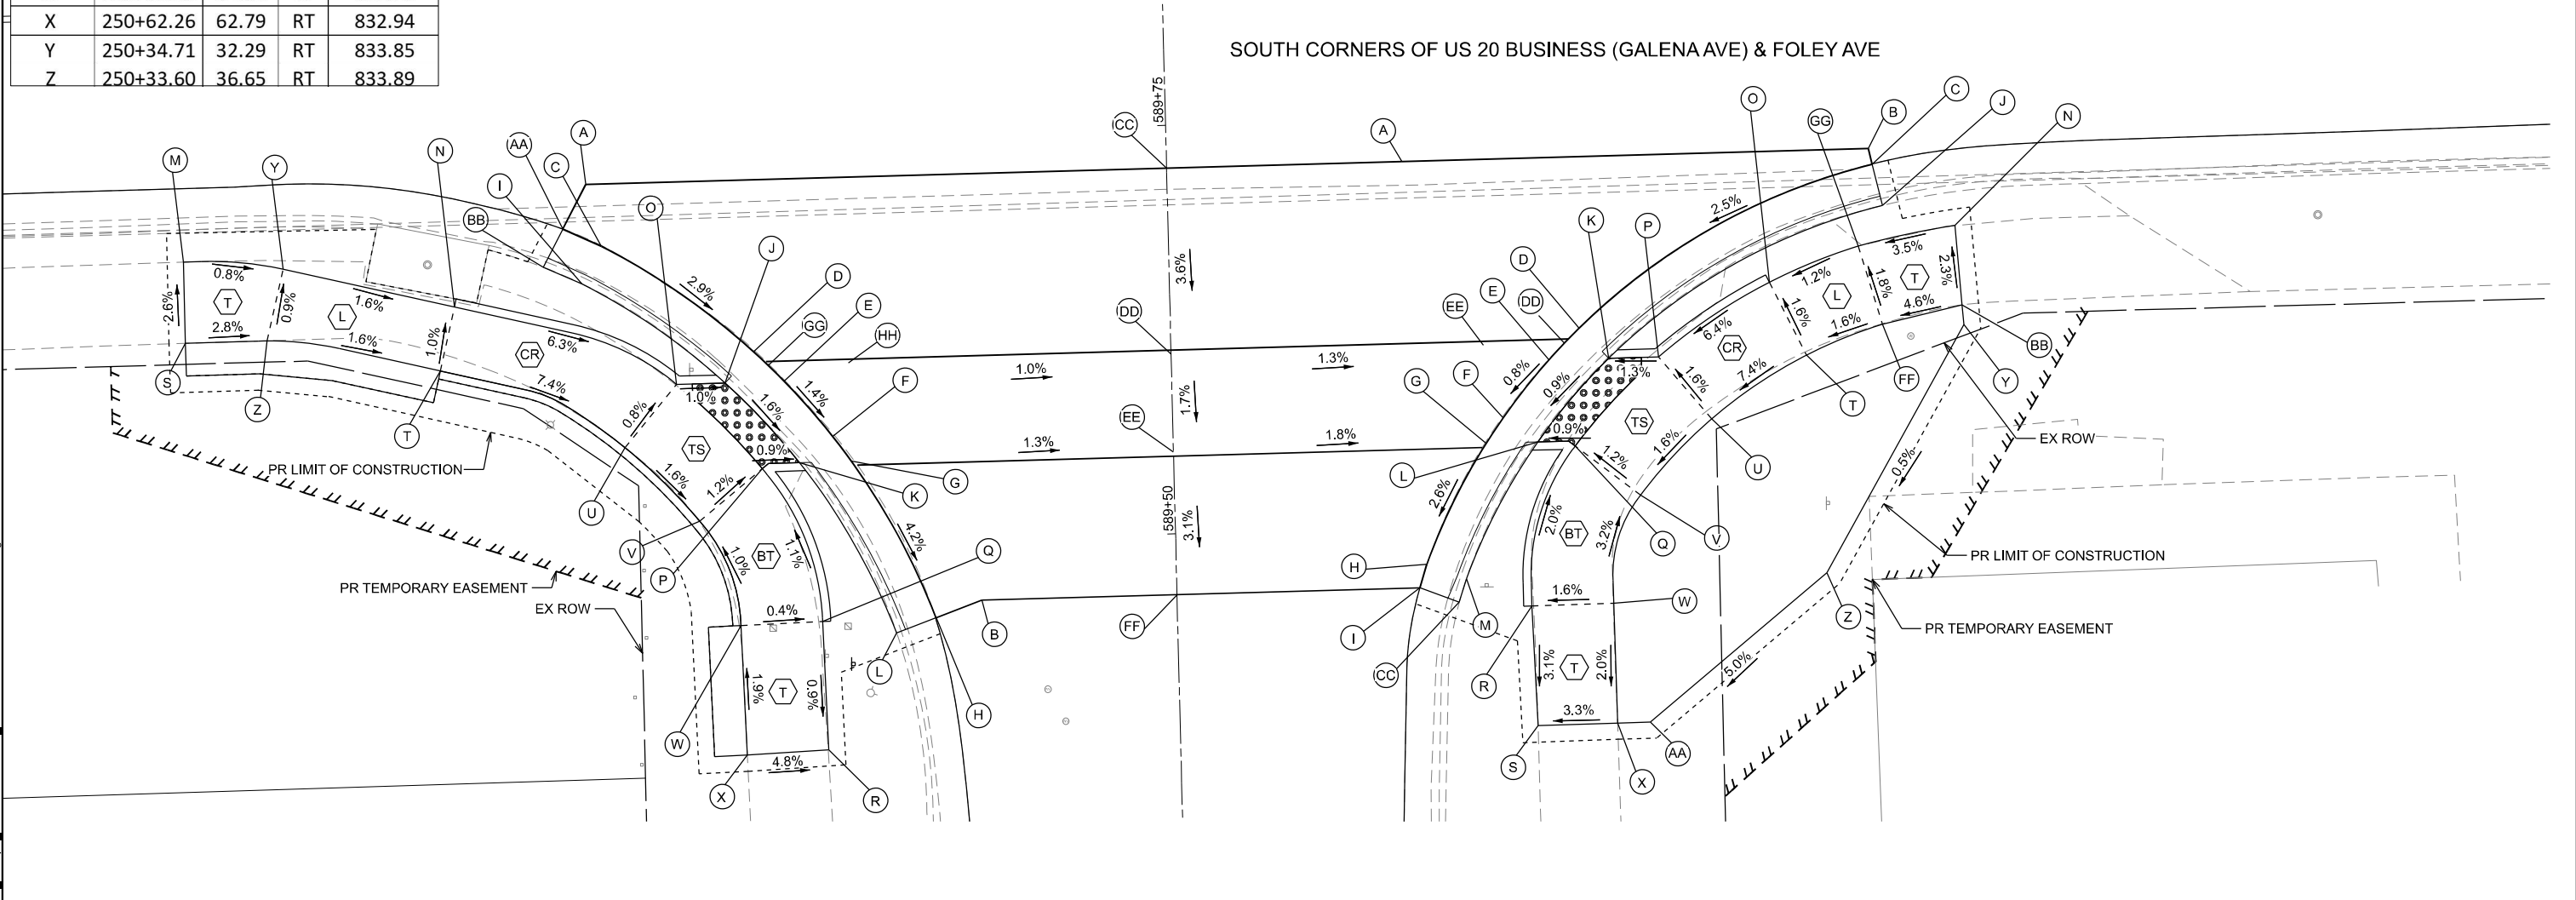 X 250+62.26 62.79 RT 832.94
Y 250+34.71 32.29 RT 833.85
Z 250+33.60 36.65 RT 833.89
SOUTH CORNERS OF US 20 BUSINESS (GALENA AVE) & FOLEY AVE
M
Y
N
BB
I
AA
C
A
O
J
D
GG
E
HH
F
G
K
Q
B
L
H
R
X
W
P
V
U
T
Z
S
0.8%
2.6%
T
2.8%
0.9%
L
1.6%
1.6%
1.0%
CR
6.3%
7.4%
0.8%
TS
1.0%
1.6%
0.9%
1.6%
1.2%
BT
1.0%
1.1%
0.4%
1.9%
T
0.9%
4.8%
2.9%
1.4%
4.2%
PR LIMIT OF CONSTRUCTION
PR TEMPORARY EASEMENT
EX ROW
589+75
CC
A
3.6%
DD
1.0%
1.3%
1.7%
EE
1.3%
1.8%
589+50
3.1%
FF
B
C
J
N
GG
O
P
K
D
DD
E
EE
F
G
L
H
I
CC
M
R
S
X
AA
W
Z
V
Q
U
T
FF
Y
BB
2.5%
0.8%
0.9%
2.6%
1.3%
0.9%
TS
1.6%
1.2%
1.6%
6.4%
CR
7.4%
1.6%
1.2%
L
1.6%
1.8%
3.5%
T
2.3%
4.6%
2.0%
BT
3.2%
1.6%
3.1%
T
2.0%
3.3%
0.5%
5.0%
EX ROW
PR LIMIT OF CONSTRUCTION
PR TEMPORARY EASEMENT